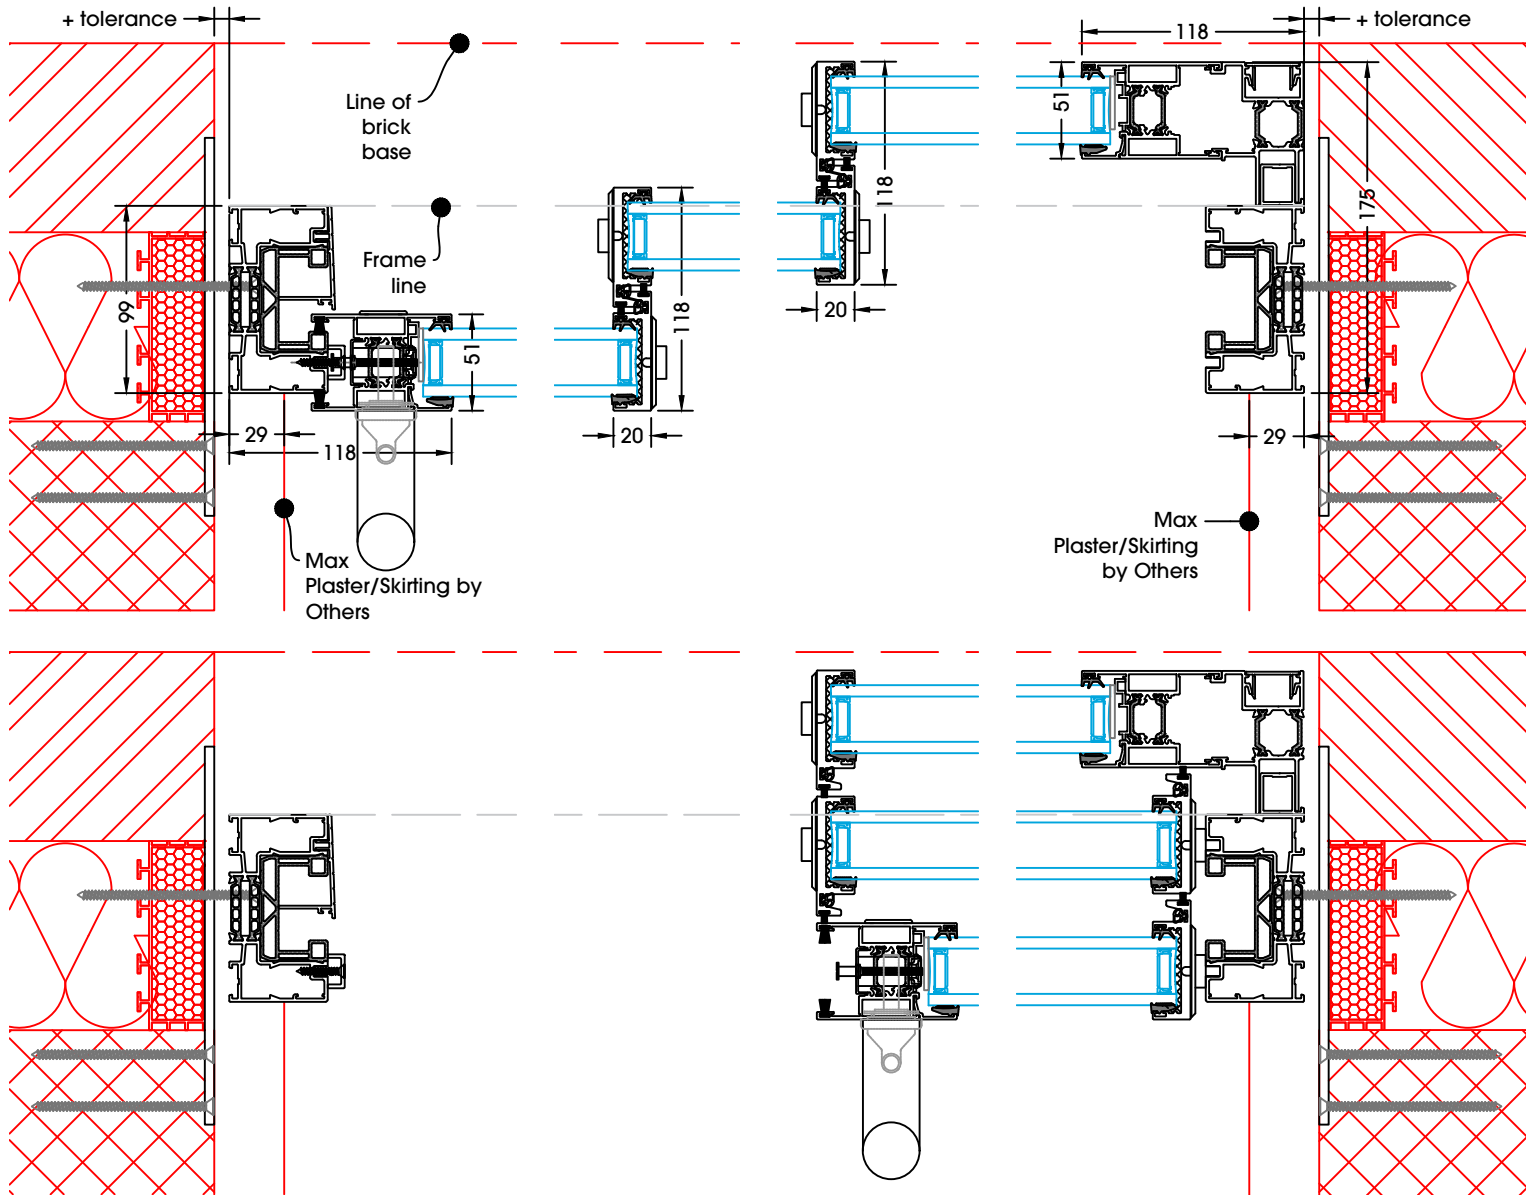 + tolerance
118
+ tolerance
Line of
brick
base
51
118
175
Frame
line
99
118
20
51
29
118
20
29
Max
Plaster/Skirting by
Others
Max
Plaster/Skirting
by Others